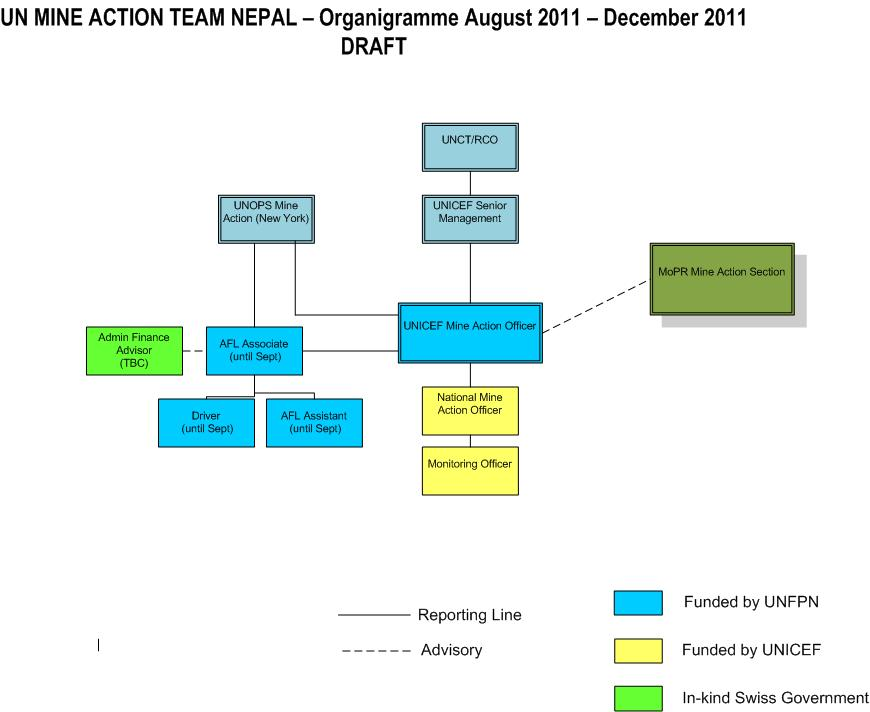 UN MINE ACTION TEAM NEPAL – Organigramme August 2011 – December 2011
DRAFT
UNCT/RCO
UNOPS Mine
Action (New York)
UNICEF Senior
Management
MoPR Mine Action Section
UNICEF Mine Action Officer
Admin Finance
Advisor
(TBC)
AFL Associate
(until Sept)
Driver
(until Sept)
AFL Assistant
(until Sept)
National Mine
Action Officer
Monitoring Officer
Reporting Line
Advisory
Funded by UNFPN
Funded by UNICEF
In-kind Swiss Government